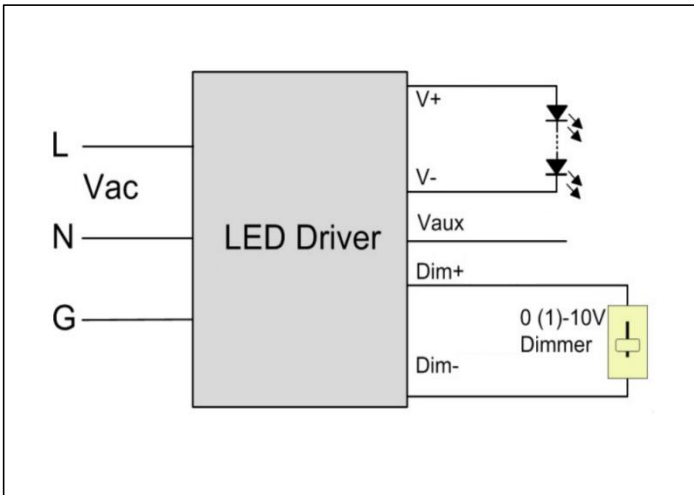 L
Vac
N
G
LED Driver
V+
V-
Vaux
Dim+
0 (1)-10V
Dimmer
Dim-